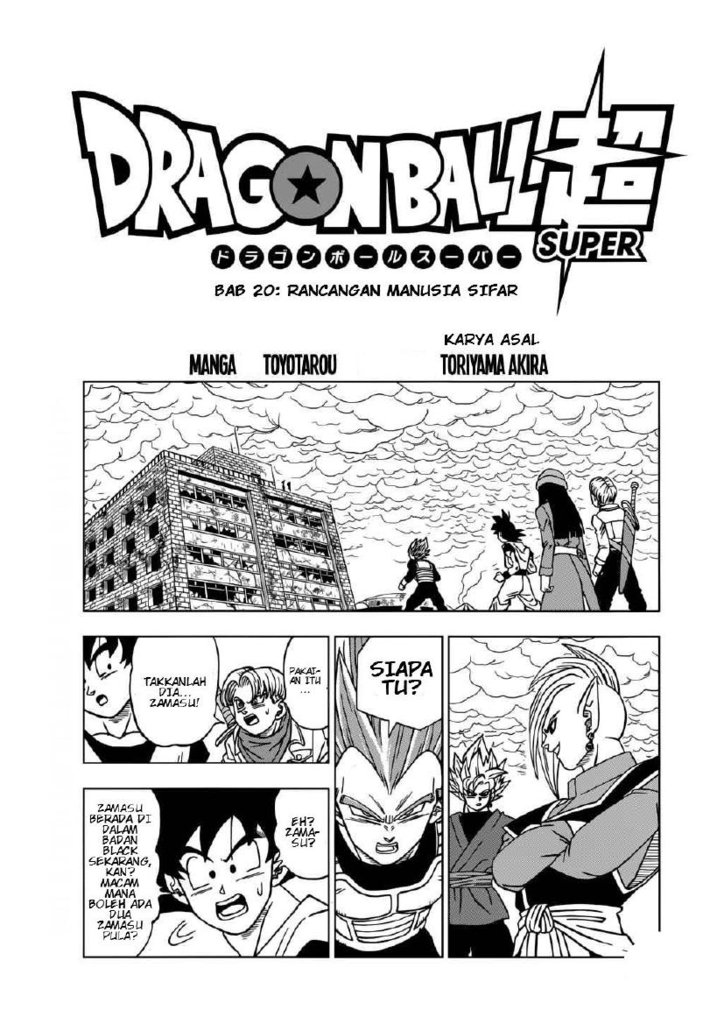 DRAGON BALL 超
SUPER
ドラゴンボールスーパー
BAB 20: RANCANGAN MANUSIA SIFAR
KARYA ASAL
MANGA TOYOTAROU TORIYAMA AKIRA
TAKKANLAH
DIA...
ZAMASU!
PAKAI-
AN ITU
...
SIAPA
TU?
ZAMASU
BERADA DI
DALAM
BADAN
BLACK
SEKARANG,
KAN?
MACAM
MANA
BOLEH ADA
DUA
ZAMASU
PULA?
EH?
ZAMA-
SU?